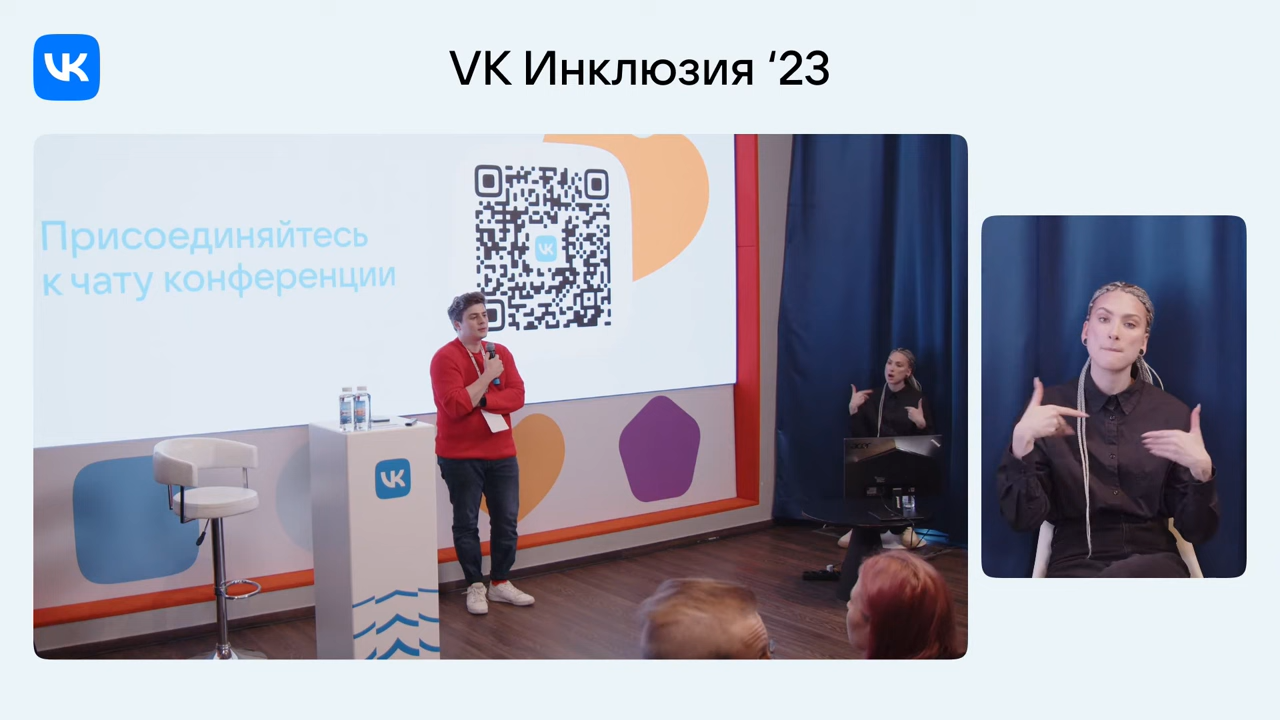 VK
VK Инклюзия ‘23
Присоединяйтесь
к чату конференции
VK
VK